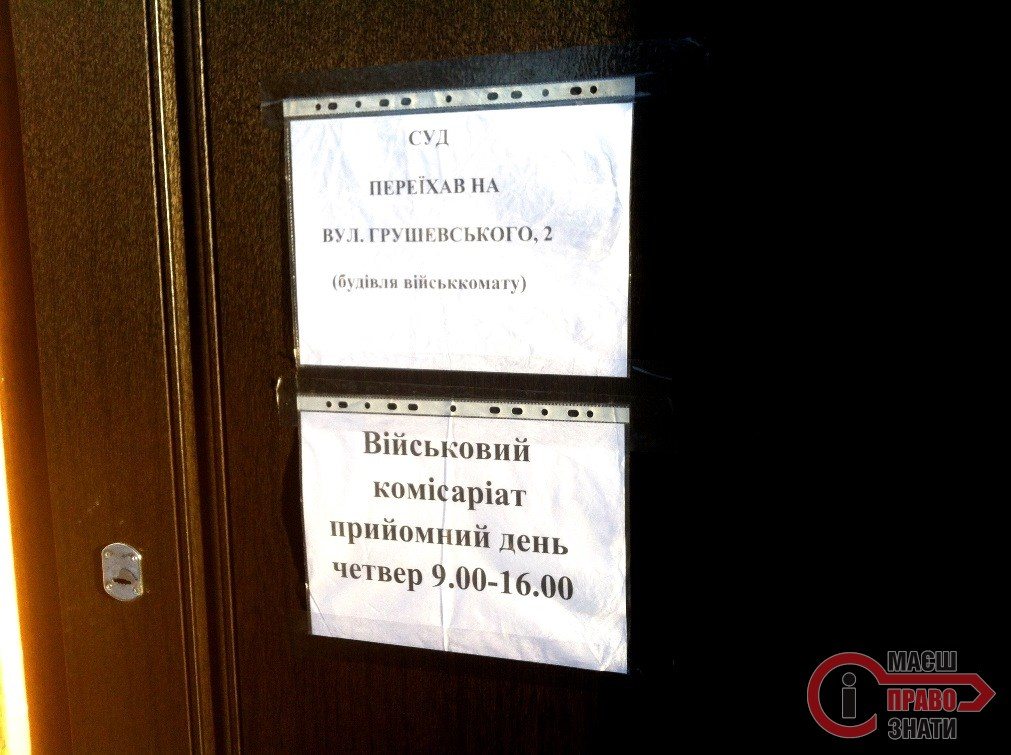 СУД
ПЕРЕЇХАВ НА
ВУЛ. ГРУШЕВСЬКОГО, 2
(будівля військкомату)
Військовий
комісаріат
прийомний день
четвер 9.00-16.00
і
МАЄШ
ПРАВО
ЗНАТИ